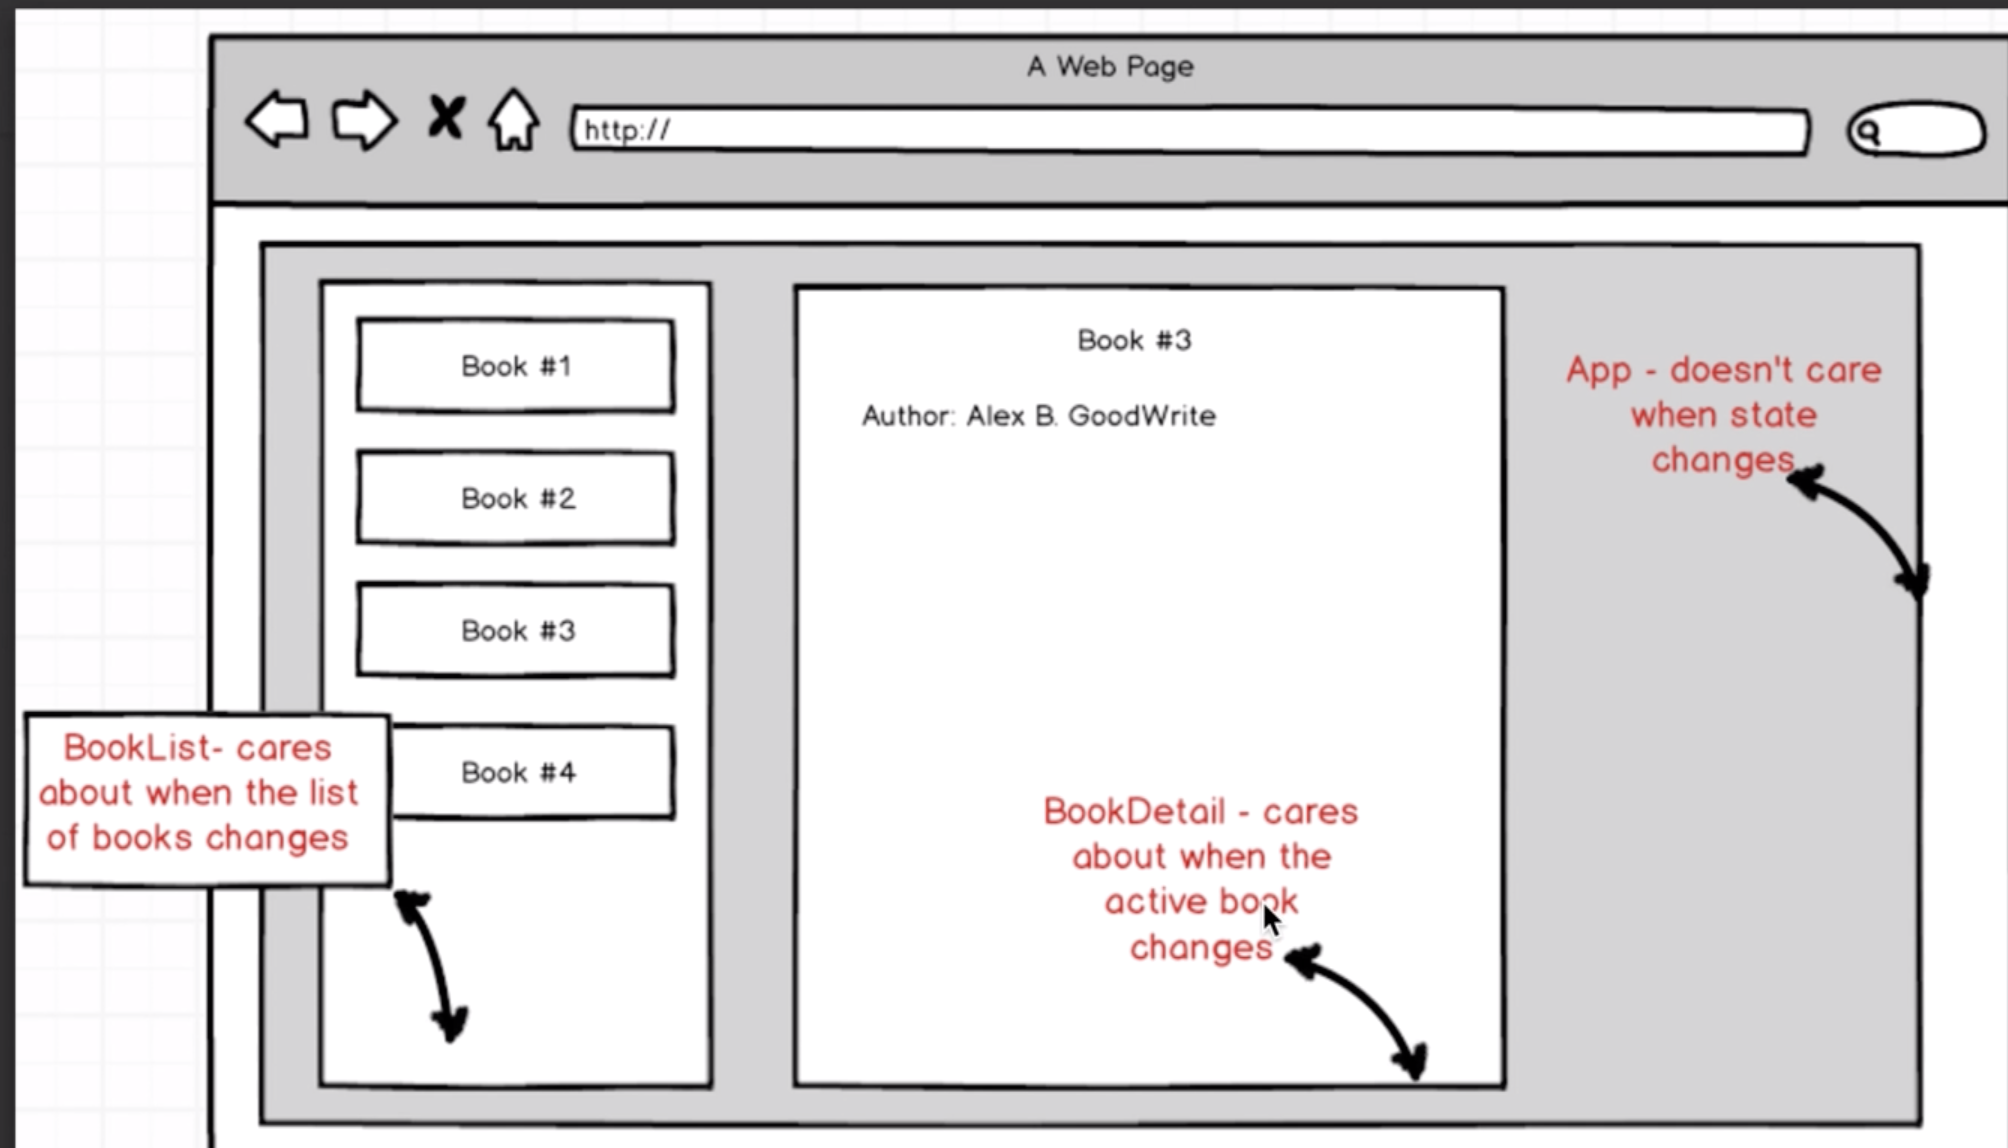 A Web Page
http://
Book #1
Book #2
Book #3
Book #4
BookList- cares
about when the list
of books changes
Book #3
Author: Alex B. GoodWrite
BookDetail - cares
about when the
active book
changes
App - doesn't care
when state
changes